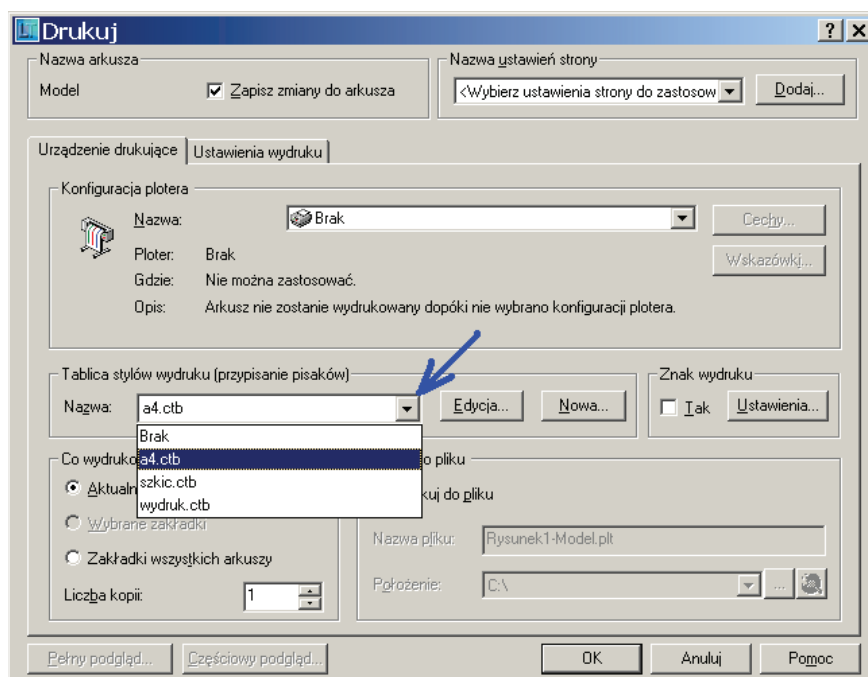 Drukuj
Nazwa arkusza
Nazwa ustawień strony
Model
Zapisz zmiany do arkusza
<Wybierz ustawienia strony do zastosow
Dodaj...
Urządzenie drukujące
Ustawienia wydruku
Konfiguracja plotera
Nazwa:
Brak
Cechy...
Ploter:
Brak
Wskazówki...
Gdzie:
Nie można zastosować.
Opis:
Arkusz nie zostanie wydrukowany dopóki nie wybrano konfiguracji plotera.
Tablica stylów wydruku (przypisanie pisaków)
Znak wydruku
Nazwa:
a4.ctb
Edycja...
Nowa...
Tak
Ustawienia...
Brak
a4.ctb
szkic.ctb
wydruk.ctb
Co wydruko
o pliku
Aktualn
kuj do pliku
Wybrane zakładki
Nazwa pliku:
Rysunek1-Model.plt
Zakładki wszystkich arkuszy
Położenie:
C:\
...
Liczba kopii:
1
Pełny podgląd...
Częściowy podgląd...
OK
Anuluj
Pomoc